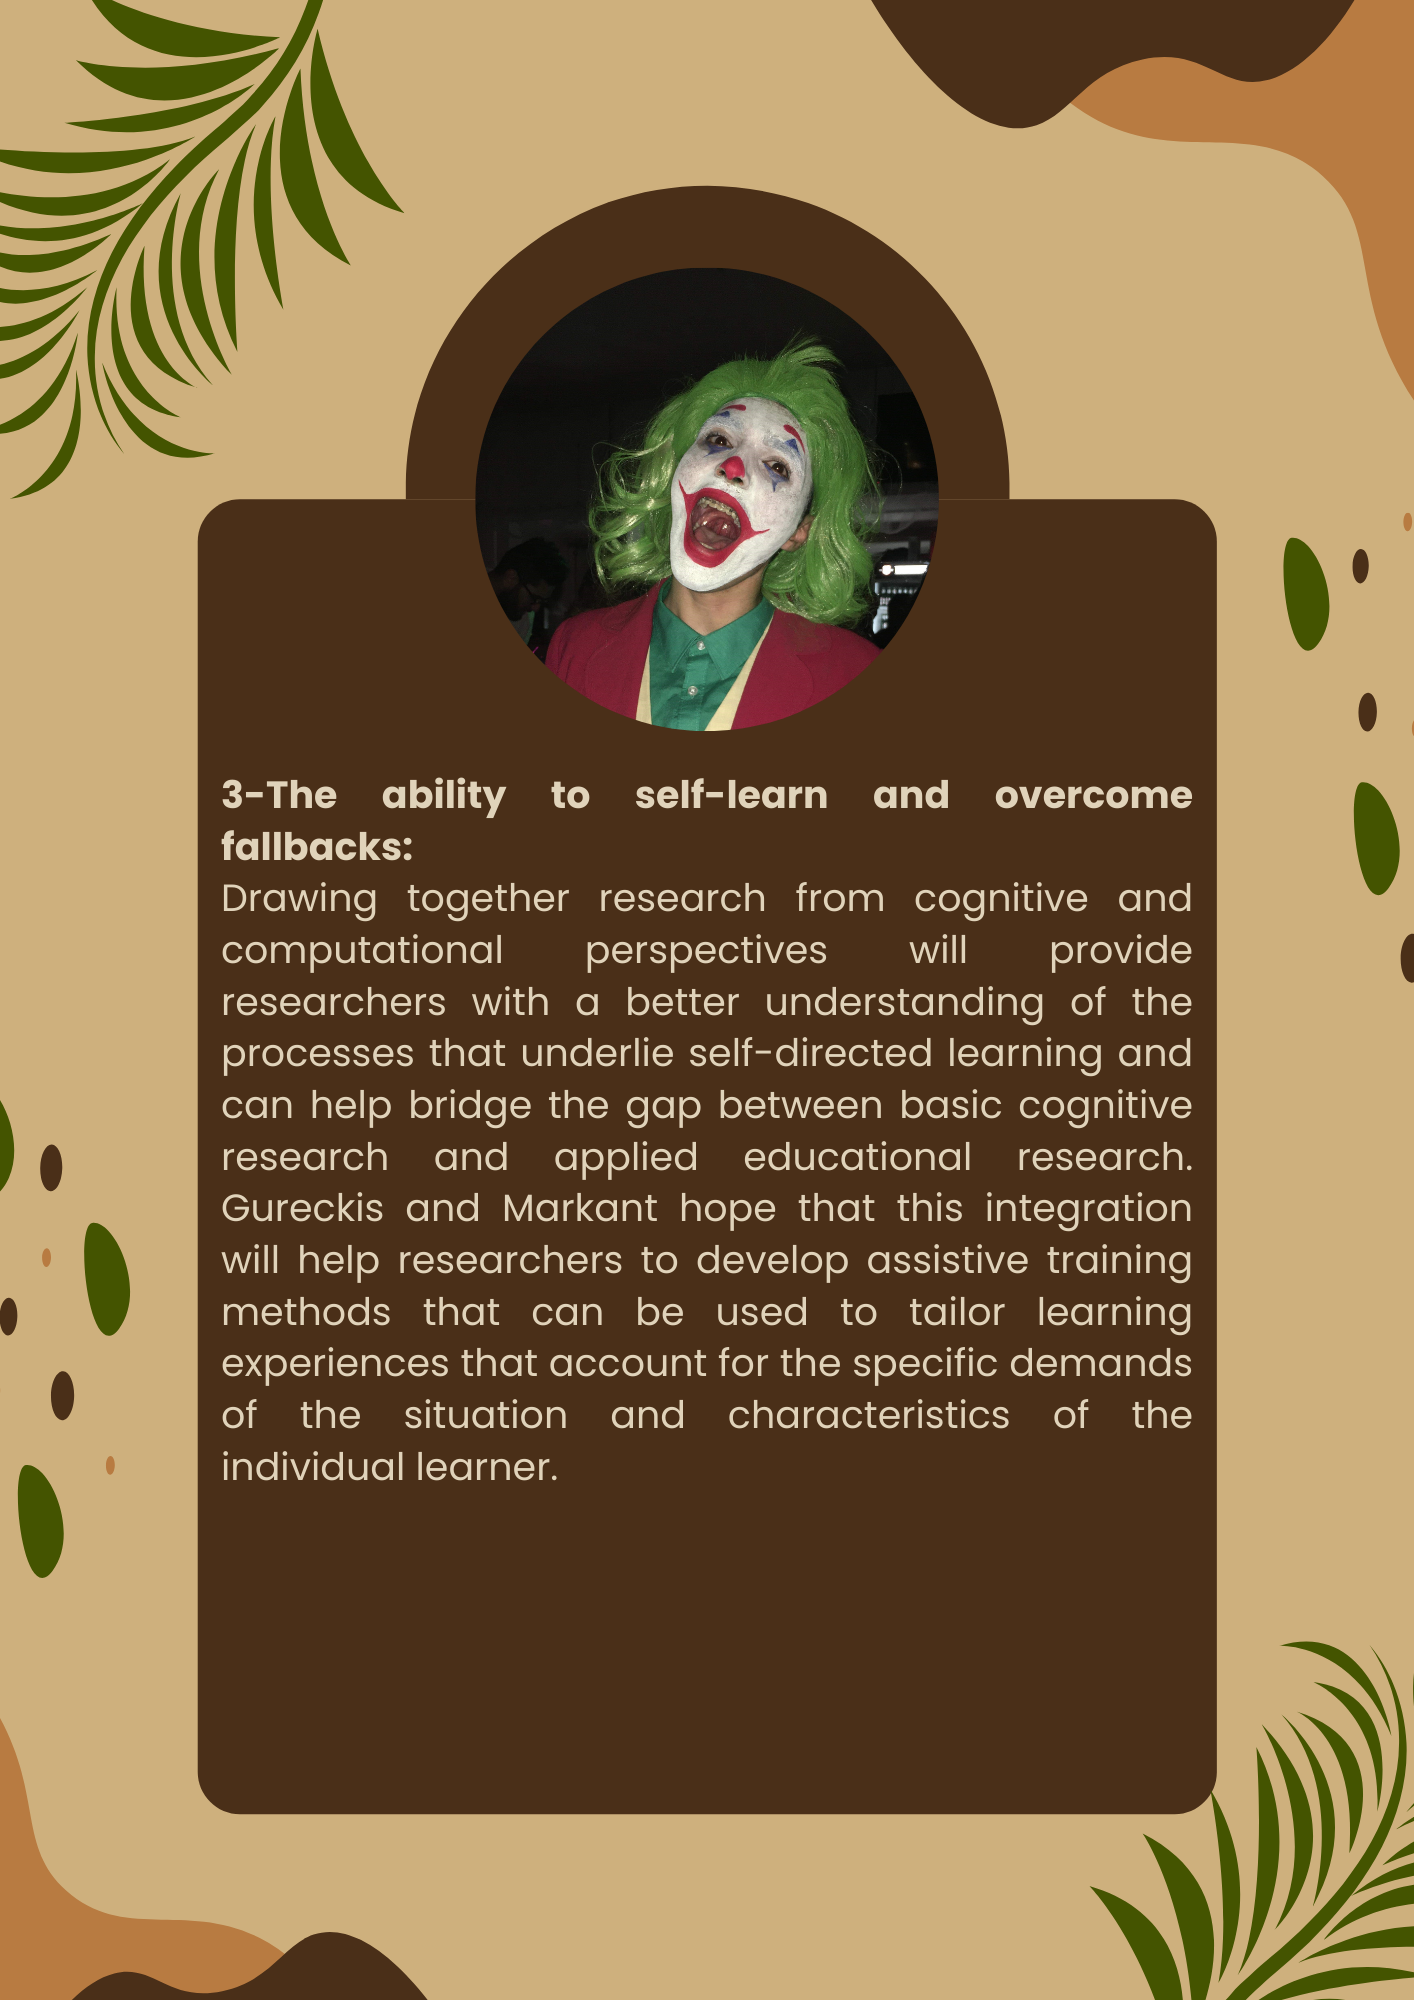 3-The ability to self-learn and overcome
fallbacks:
Drawing together research from cognitive and
computational perspectives will provide
researchers with a better understanding of the
processes that underlie self-directed learning and
can help bridge the gap between basic cognitive
research and applied educational research.
Gureckis and Markant hope that this integration
will help researchers to develop assistive training
methods that can be used to tailor learning
experiences that account for the specific demands
of the situation and characteristics of the
individual learner.